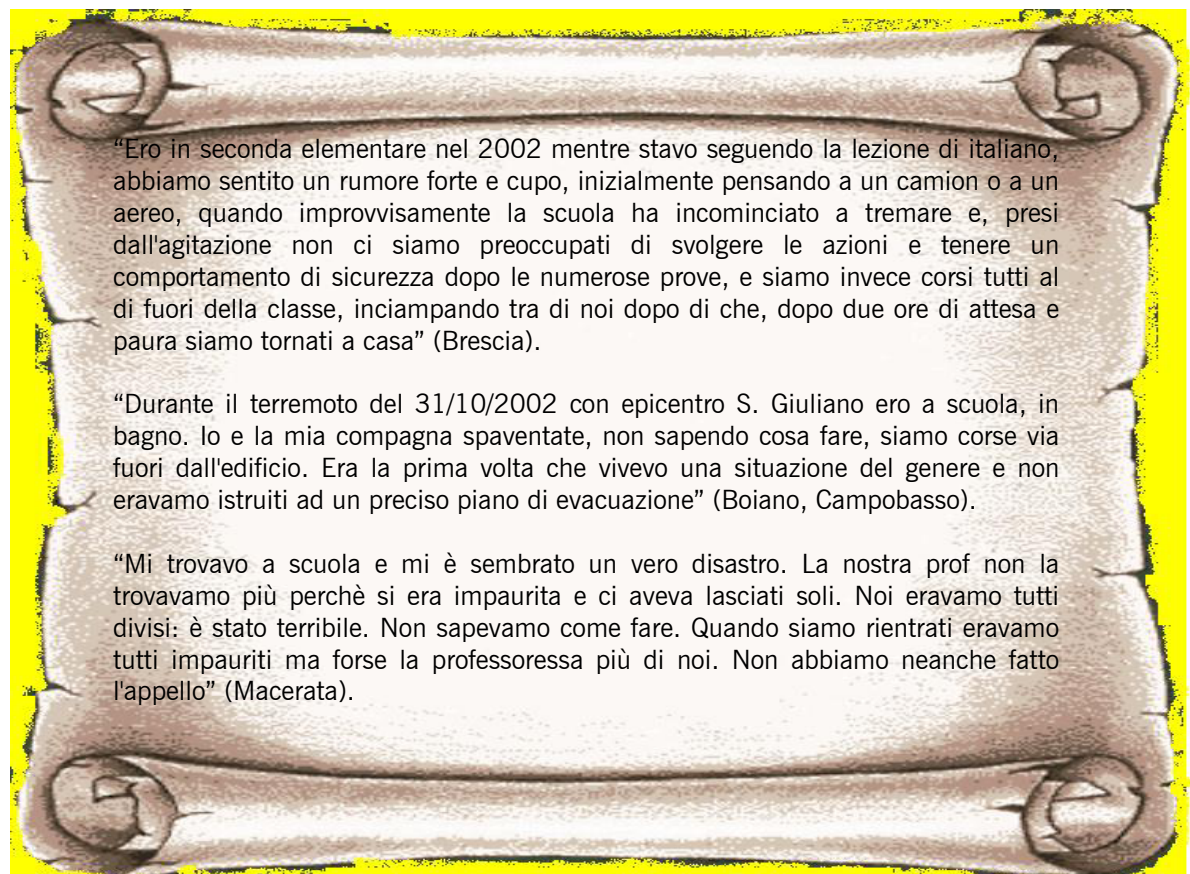 “Ero in seconda elementare nel 2002 mentre stavo seguendo la lezione di italiano,
abbiamo sentito un rumore forte e cupo, inizialmente pensando a un camion o a un
aereo, quando improvvisamente la scuola ha incominciato a tremare e, presi
dall'agitazione non ci siamo preoccupati di svolgere le azioni e tenere un
comportamento di sicurezza dopo le numerose prove, e siamo invece corsi tutti al
di fuori della classe, inciampando tra di noi dopo di che, dopo due ore di attesa e
paura siamo tornati a casa” (Brescia).
“Durante il terremoto del 31/10/2002 con epicentro S. Giuliano ero a scuola, in
bagno. Io e la mia compagna spaventate, non sapendo cosa fare, siamo corse via
fuori dall'edificio. Era la prima volta che vivevo una situazione del genere e non
eravamo istruiti ad un preciso piano di evacuazione” (Boiano, Campobasso).
“Mi trovavo a scuola e mi è sembrato un vero disastro. La nostra prof non la
trovavamo più perchè si era impaurita e ci aveva lasciati soli. Noi eravamo tutti
divisi: è stato terribile. Non sapevamo come fare. Quando siamo rientrati eravamo
tutti impauriti ma forse la professoressa più di noi. Non abbiamo neanche fatto
l'appello” (Macerata).